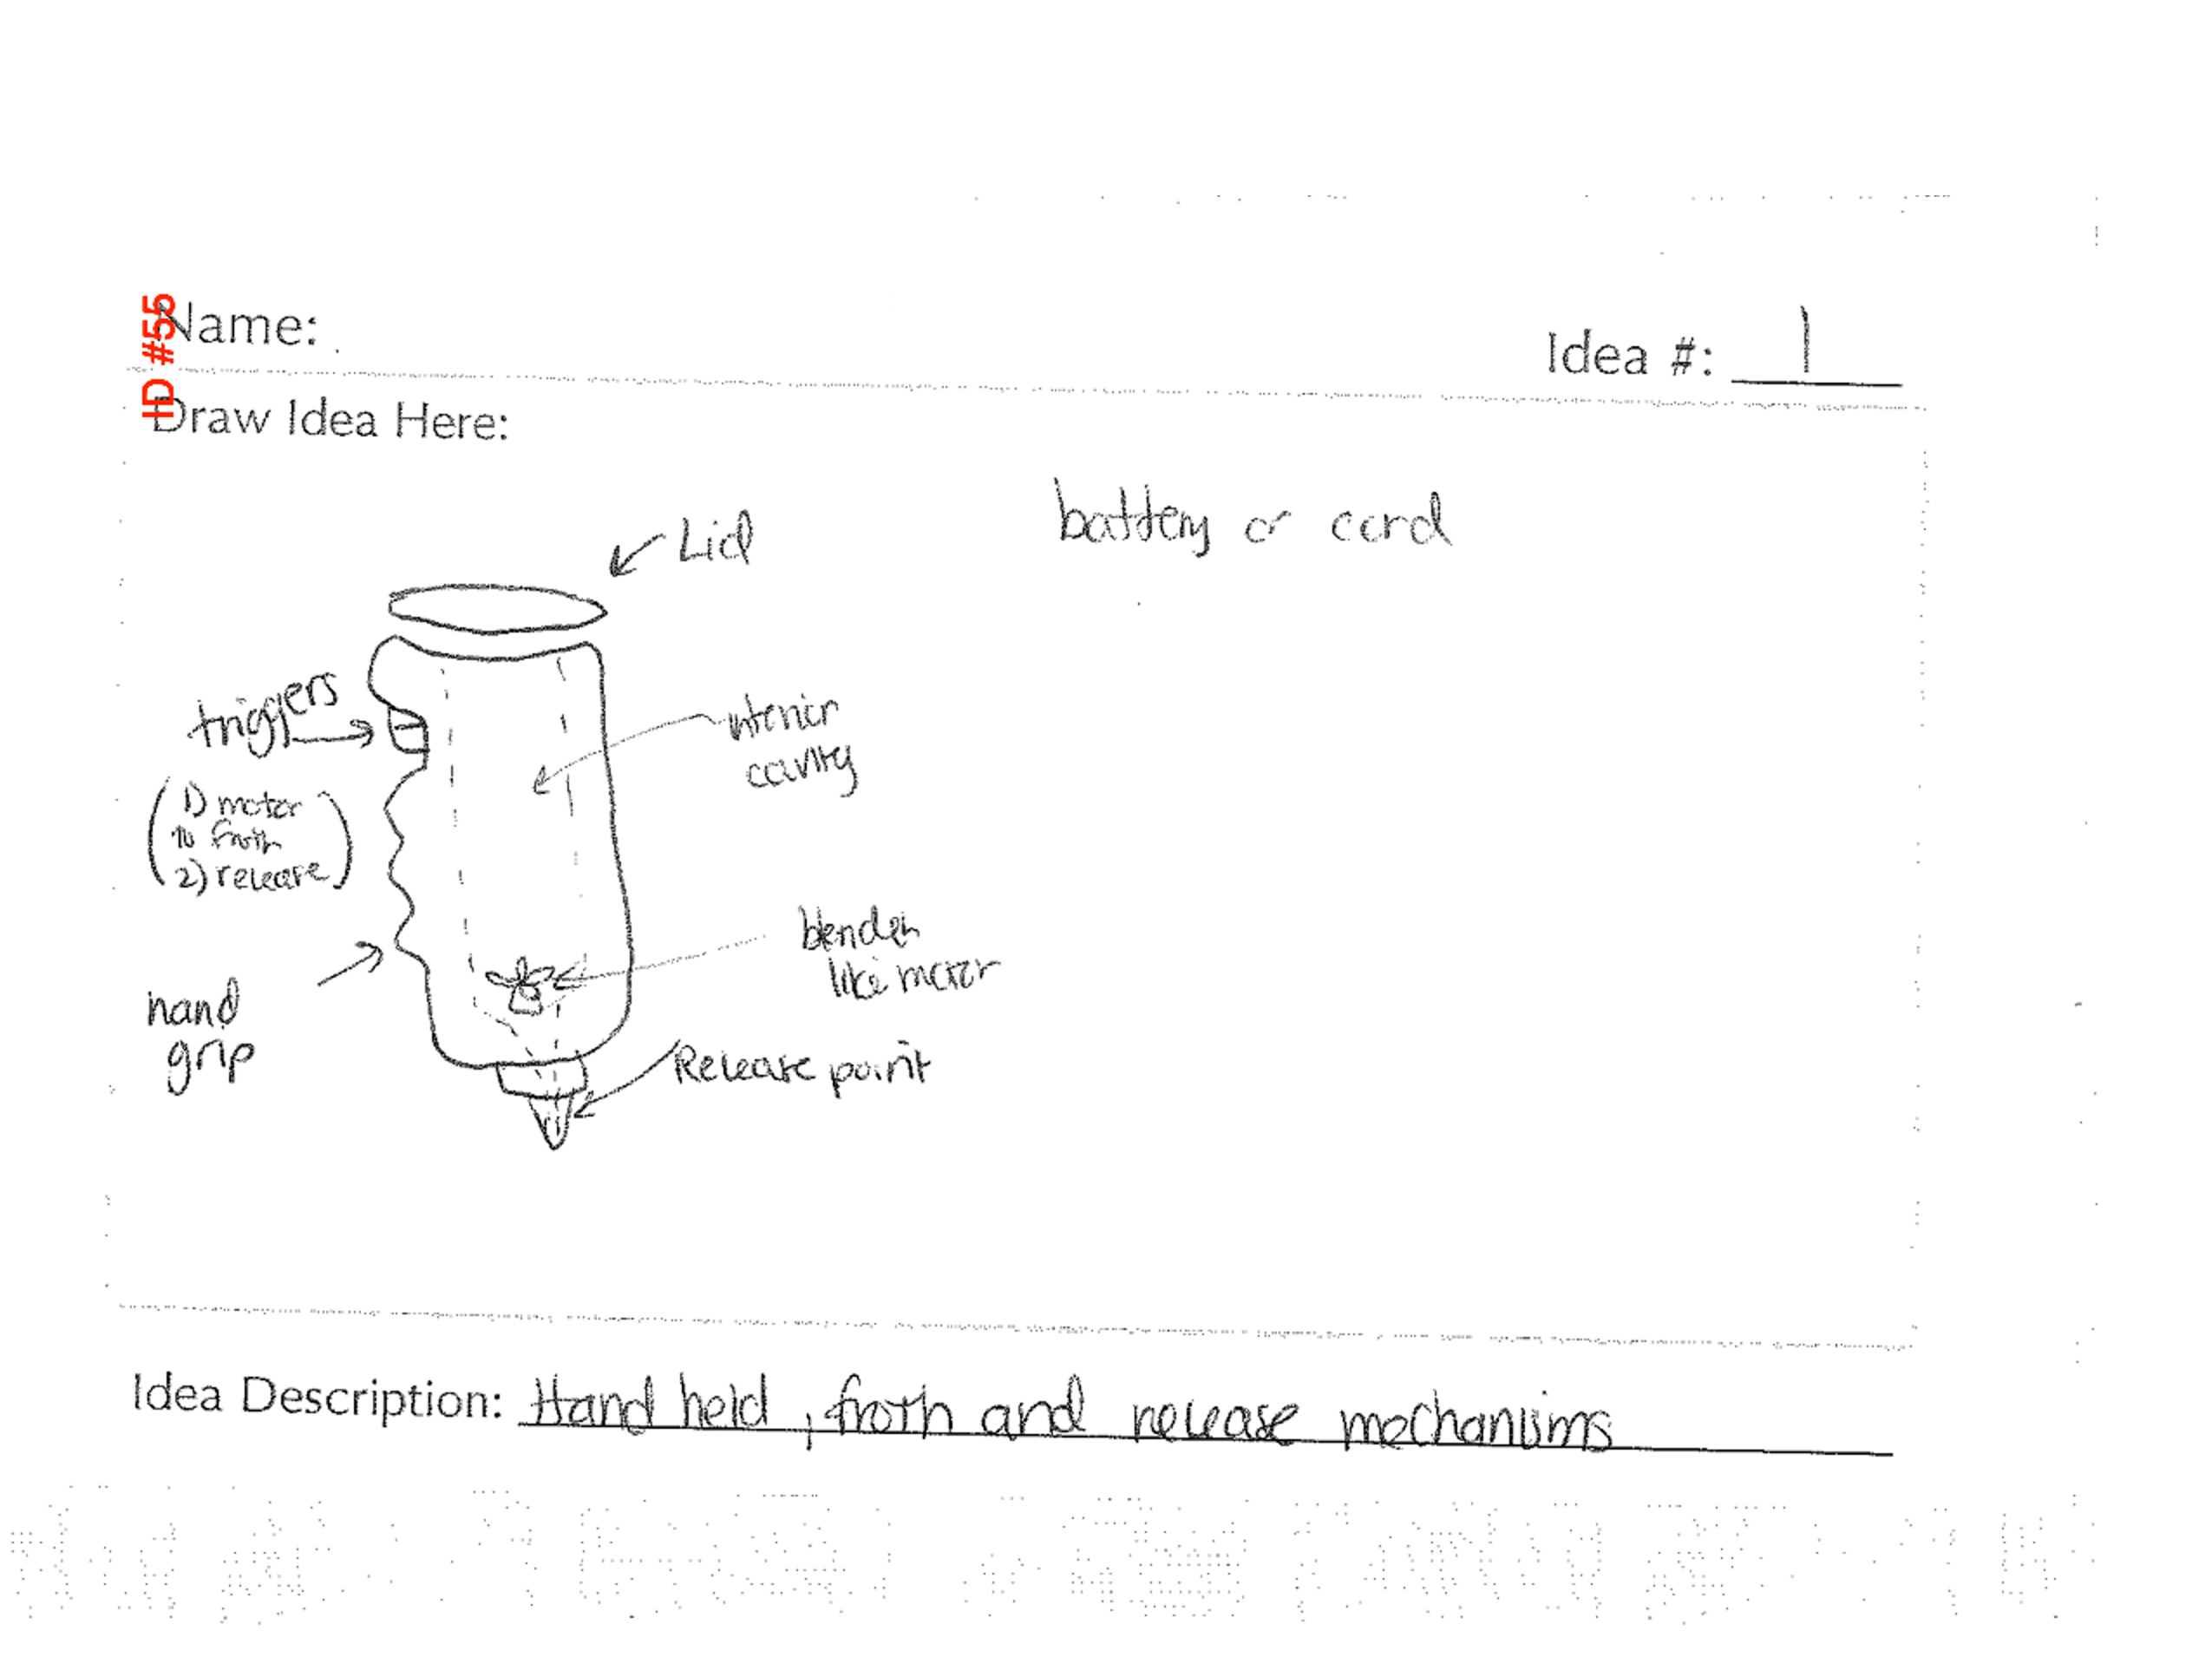 ID #55
Name:
Idea #: 1
Draw Idea Here:
battery or cord
Lid
triggers
interior
cavity
1) motor
to froth
2) release
blender
like motor
hand
grip
Release point
Idea Description: Hand held, froth and release mechanisms